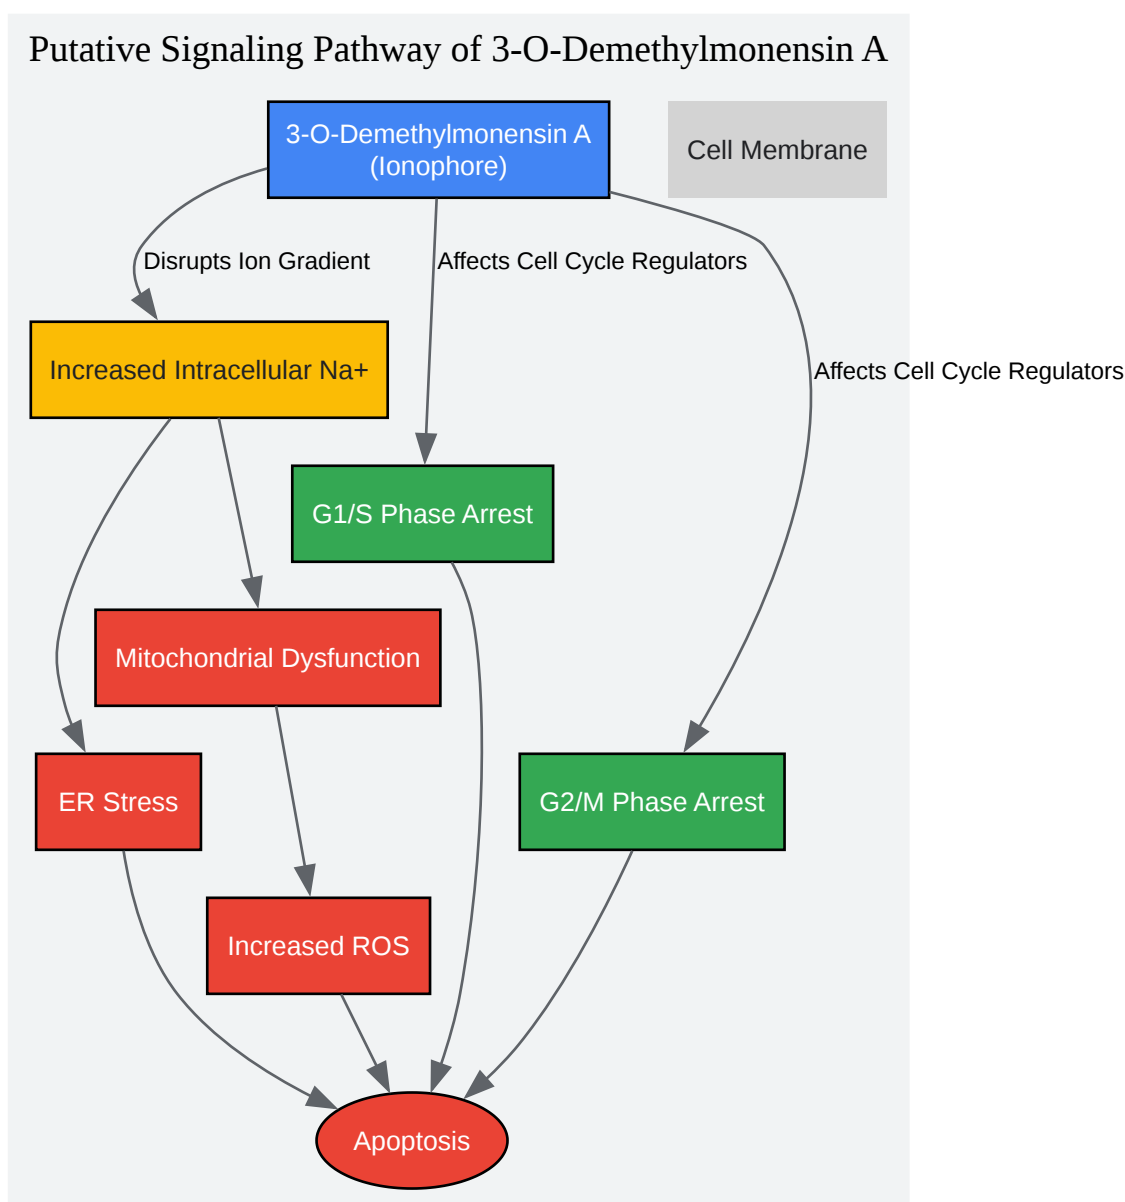 Putative Signaling Pathway of 3-O-Demethylmonensin A
3-O-Demethylmonensin A
(Ionophore)
Cell Membrane
Disrupts Ion Gradient
Affects Cell Cycle Regulators
Increased Intracellular Na+
Affects Cell Cycle Regulators
G1/S Phase Arrest
Mitochondrial Dysfunction
ER Stress
G2/M Phase Arrest
Increased ROS
Apoptosis